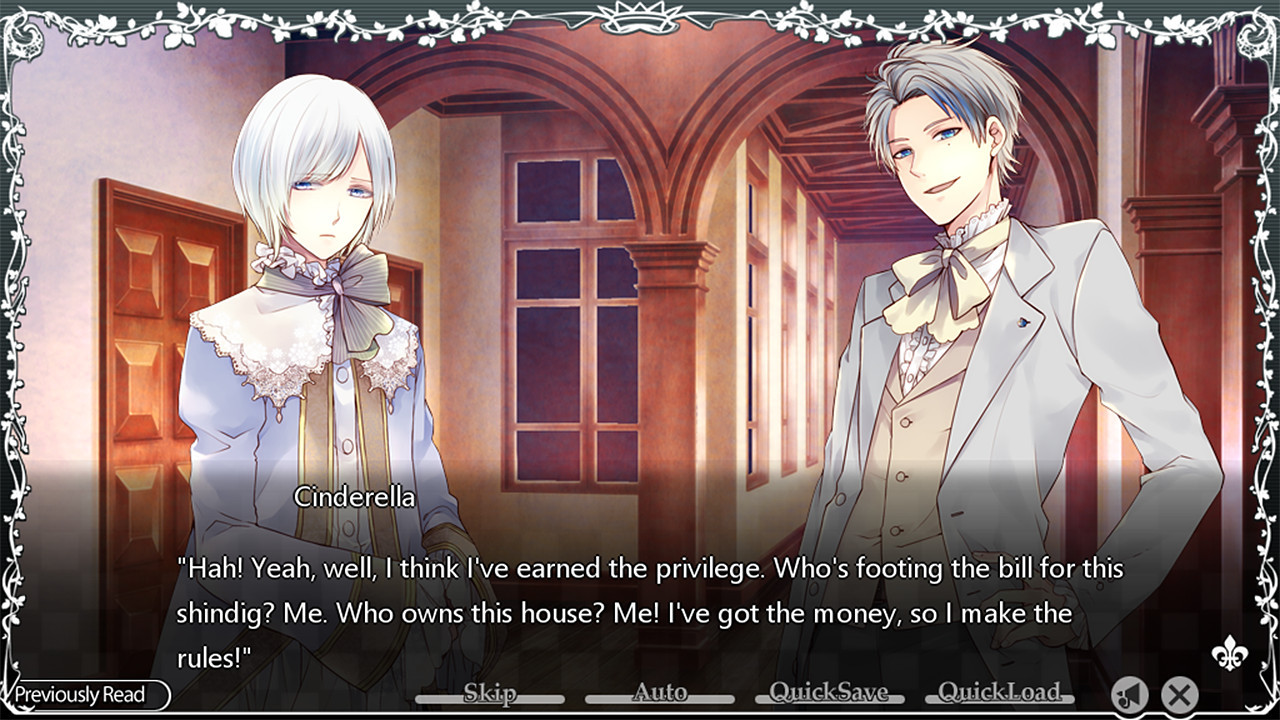 Cinderella
"Hah! Yeah, well, I think I've earned the privilege. Who's footing the bill for this
shindig? Me. Who owns this house? Me! I've got the money, so I make the
rules!"
Previously Read
Skip
Auto
QuickSave
QuickLoad